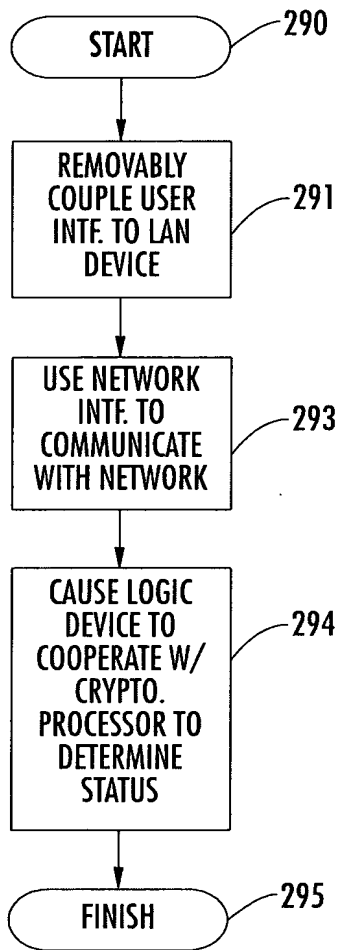 START
290
REMOVABLY
COUPLE USER
INTF. TO LAN
DEVICE
291
USE NETWORK
INTF. TO
COMMUNICATE
WITH NETWORK
293
CAUSE LOGIC
DEVICE TO
COOPERATE W/
CRYPTO.
PROCESSOR TO
DETERMINE
STATUS
294
FINISH
295